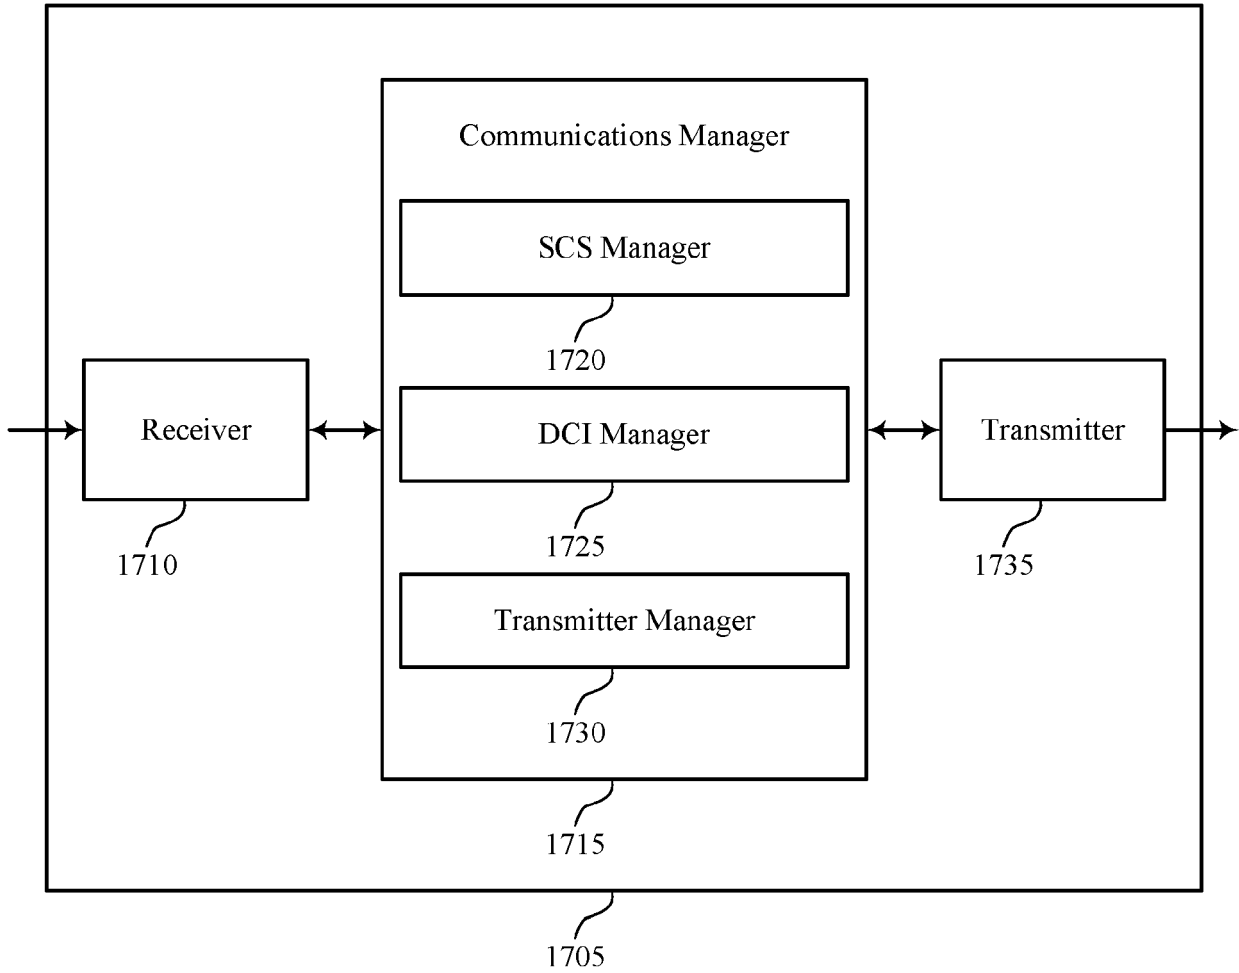 Communications Manager
SCS Manager
1720
Receiver
1710
DCI Manager
1725
Transmitter
1735
Transmitter Manager
1730
1715
1705